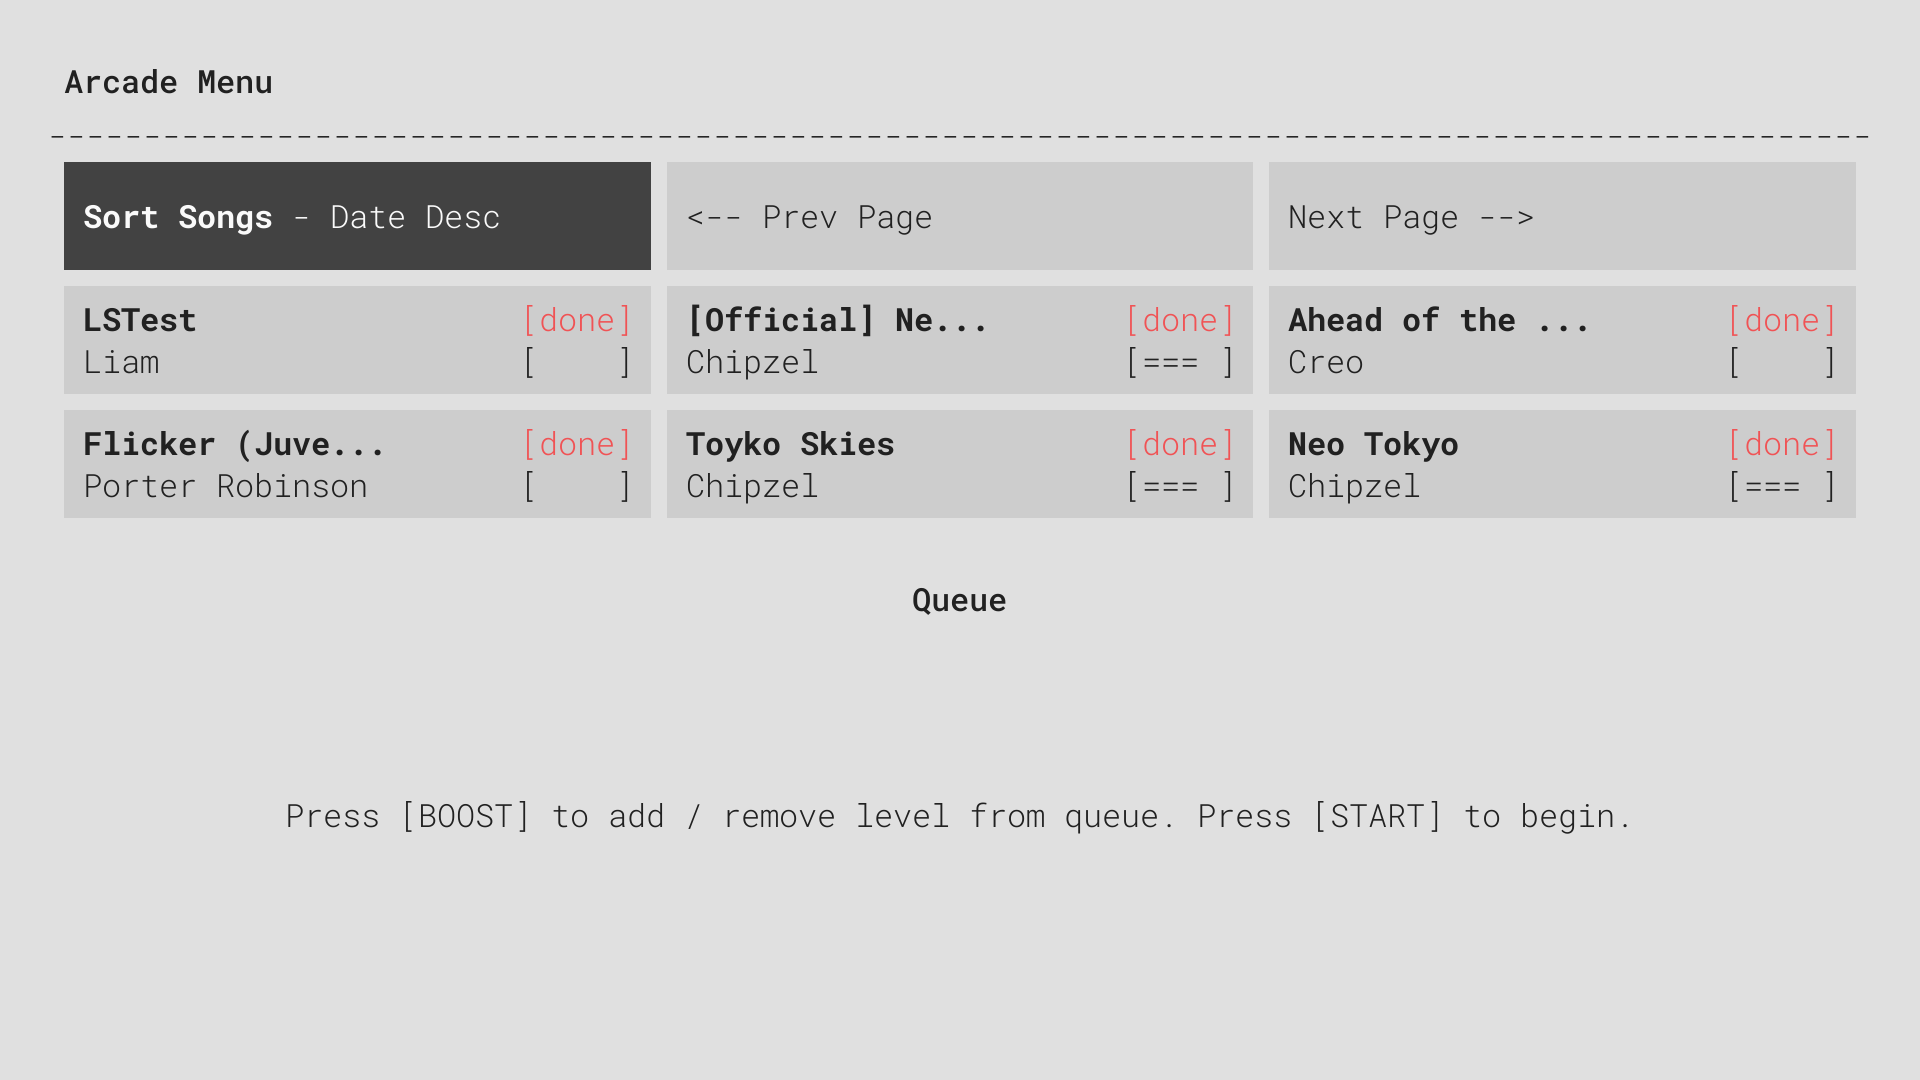 Arcade Menu
Sort Songs - Date Desc
<-- Prev Page
Next Page -->
LSTest [done]
Liam [    ]
[Official] Ne... [done]
Chipzel [=== ]
Ahead of the ... [done]
Creo [    ]
Flicker (Juve... [done]
Porter Robinson [    ]
Toyko Skies [done]
Chipzel [=== ]
Neo Tokyo [done]
Chipzel [=== ]
Queue
Press [BOOST] to add / remove level from queue. Press [START] to begin.